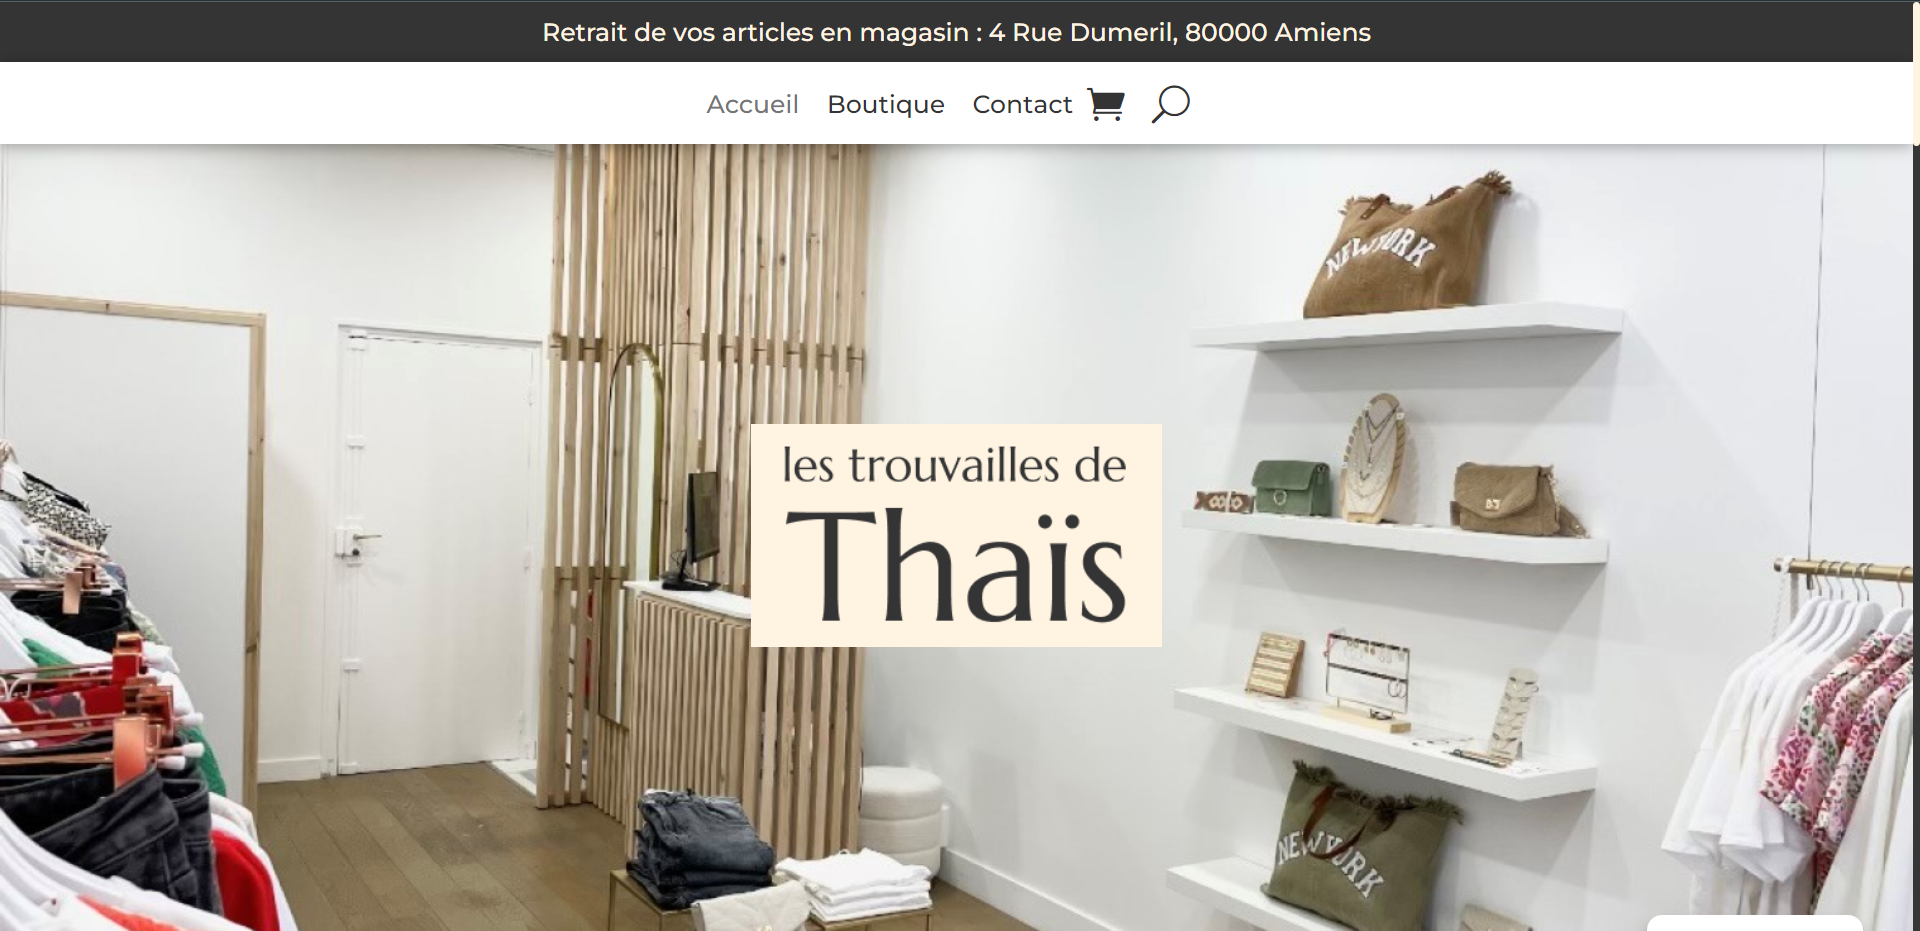 Retrait de vos articles en magasin : 4 Rue Dumeril, 80000 Amiens
Accueil Boutique Contact
NEW YORK
les trouvailles de
Thaïs
NEW YORK